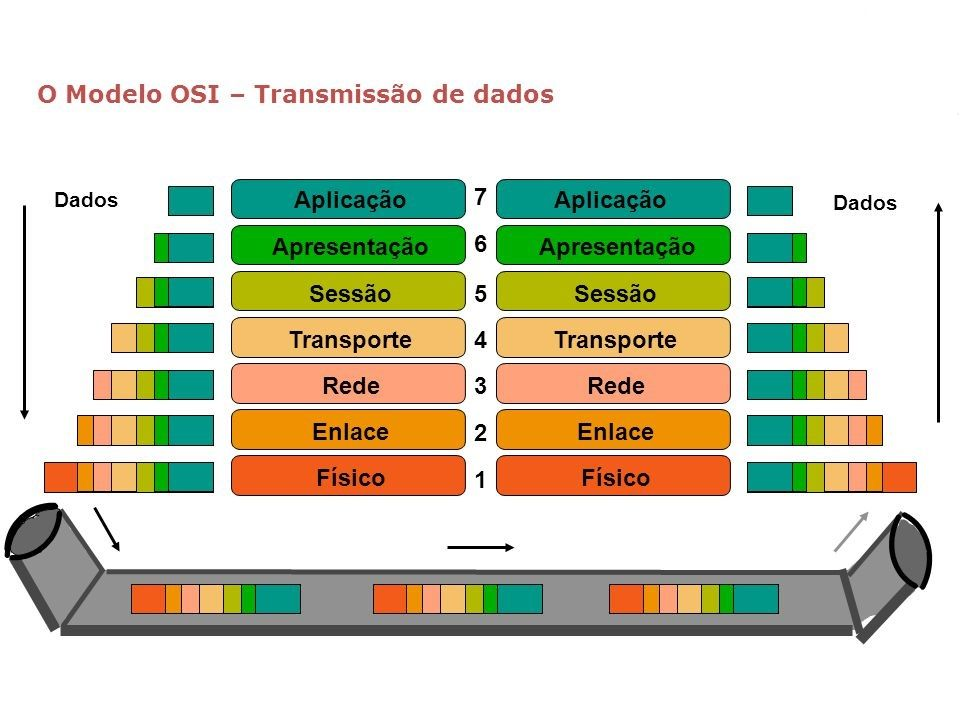 O Modelo OSI – Transmissão de dados
Dados
Aplicação 7 Aplicação
Dados
Apresentação 6 Apresentação
Sessão 5 Sessão
Transporte 4 Transporte
Rede 3 Rede
Enlace 2 Enlace
Físico 1 Físico